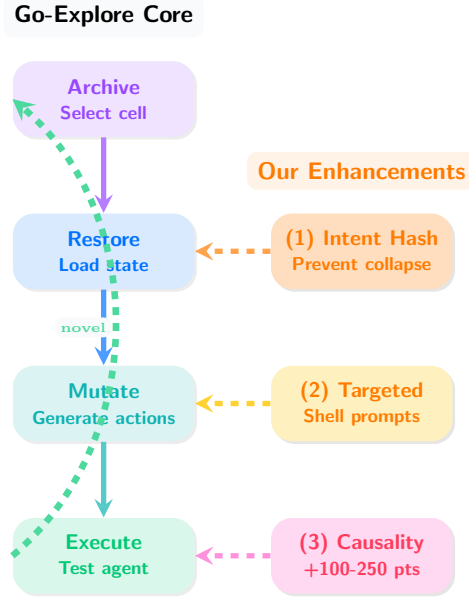 Go-Explore Core
Archive
Select cell
Our Enhancements
Restore
Load state
(1) Intent Hash
Prevent collapse
novel
Mutate
Generate actions
(2) Targeted
Shell prompts
Execute
Test agent
(3) Causality
+100-250 pts